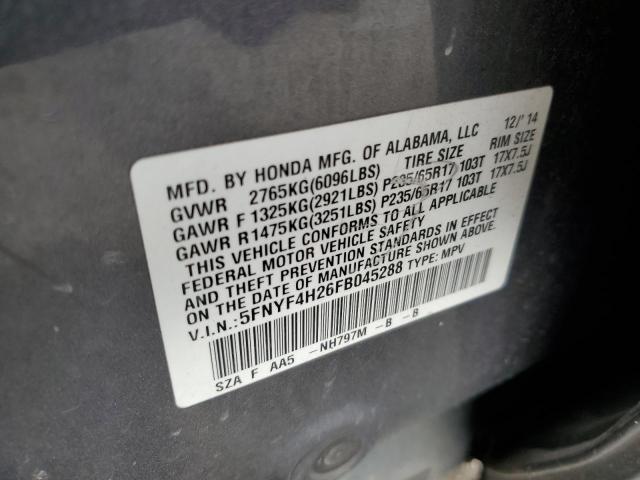 MFD. BY HONDA MFG. OF ALABAMA, LLC 12/'14
GVWR 2765KG(6096LBS) TIRE SIZE RIM SIZE
GAWR F 1325KG(2921LBS) P235/65R17 103T 17X7.5J
GAWR R 1475KG(3251LBS) P235/65R17 103T 17X7.5J
THIS VEHICLE CONFORMS TO ALL APPLICABLE
FEDERAL MOTOR VEHICLE SAFETY
AND THEFT PREVENTION STANDARDS IN EFFECT
ON THE DATE OF MANUFACTURE SHOWN ABOVE.
V.I.N.:5FNYF4H26FB045288 TYPE: MPV
SZA F AA5 -NH797M -B -B